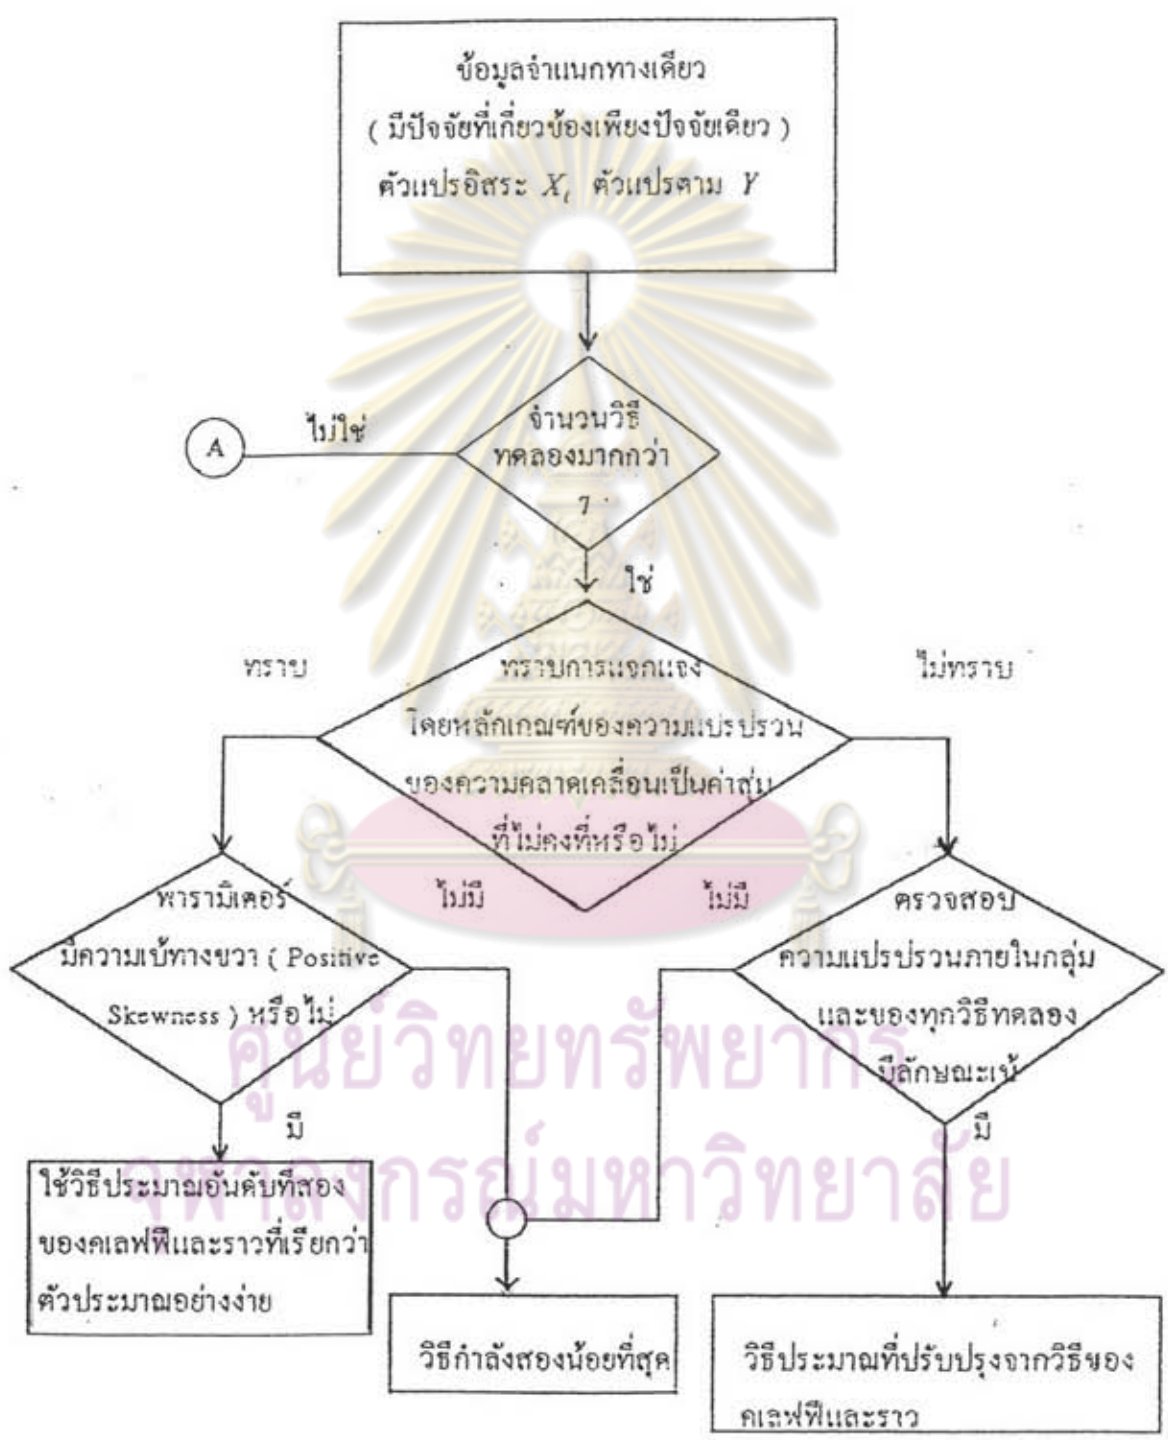 ข้อมูลจำแนกทางเดียว
( มีปัจจัยที่เกี่ยวข้องเพียงปัจจัยเดียว )
ตัวแปรอิสระ Xi ตัวแปรตาม Y
จำนวนวิธี
ทดลองมากกว่า
7
ไม่ใช่
A
ใช่
ทราบ
ไม่ทราบ
ทราบการแจกแจง
โดยหลักเกณฑ์ของความแปรปรวน
ของความคลาดเคลื่อนเป็นค่าสุ่ม
ที่ไม่คงที่หรือไม่
พารามิเตอร์
มีความเบ้ทางขวา ( Positive
Skewness ) หรือไม่
ไม่มี
ไม่มี
ตรวจสอบ
ความแปรปรวนภายในกลุ่ม
และของทุกวิธีทดลอง
มีลักษณะเบ้
ศูนย์วิทยทรัพยากร
จุฬาลงกรณ์มหาวิทยาลัย
มี
มี
ใช้วิธีประมาณอันดับที่สอง
ของคเลฟฟีและราวที่เรียกว่า
ตัวประมาณอย่างง่าย
วิธีกำลังสองน้อยที่สุด
วิธีประมาณที่ปรับปรุงจากวิธีของ
คเลฟฟีและราว